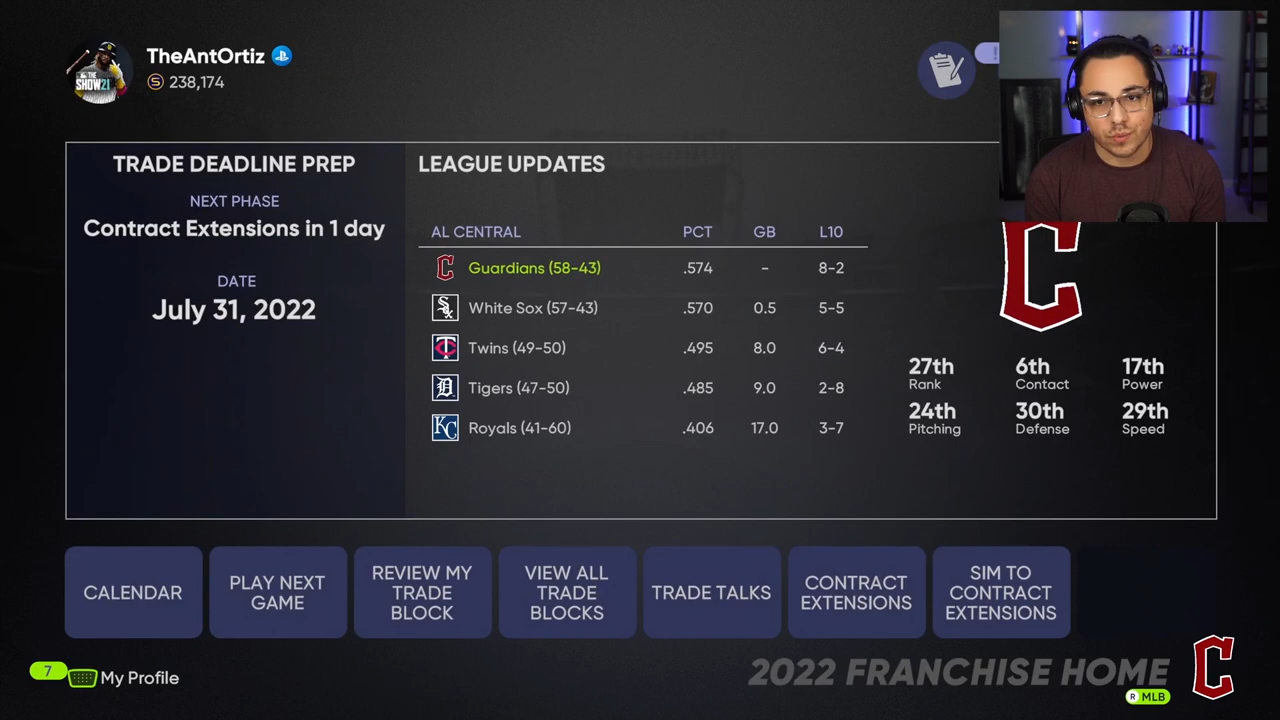 TheAntOrtiz
238,174
THE
SHOW21
TRADE DEADLINE PREP
NEXT PHASE
Contract Extensions in 1 day
DATE
July 31, 2022
LEAGUE UPDATES
AL CENTRAL PCT GB L10
Guardians (58-43) .574 - 8-2
White Sox (57-43) .570 0.5 5-5
Twins (49-50) .495 8.0 6-4
Tigers (47-50) .485 9.0 2-8
Royals (41-60) .406 17.0 3-7
27th 6th 17th
Rank Contact Power
24th 30th 29th
Pitching Defense Speed
CALENDAR
PLAY NEXT
GAME
REVIEW MY
TRADE
BLOCK
VIEW ALL
TRADE
BLOCKS
TRADE TALKS
CONTRACT
EXTENSIONS
SIM TO
CONTRACT
EXTENSIONS
7 My Profile
2022 FRANCHISE HOME
R MLB